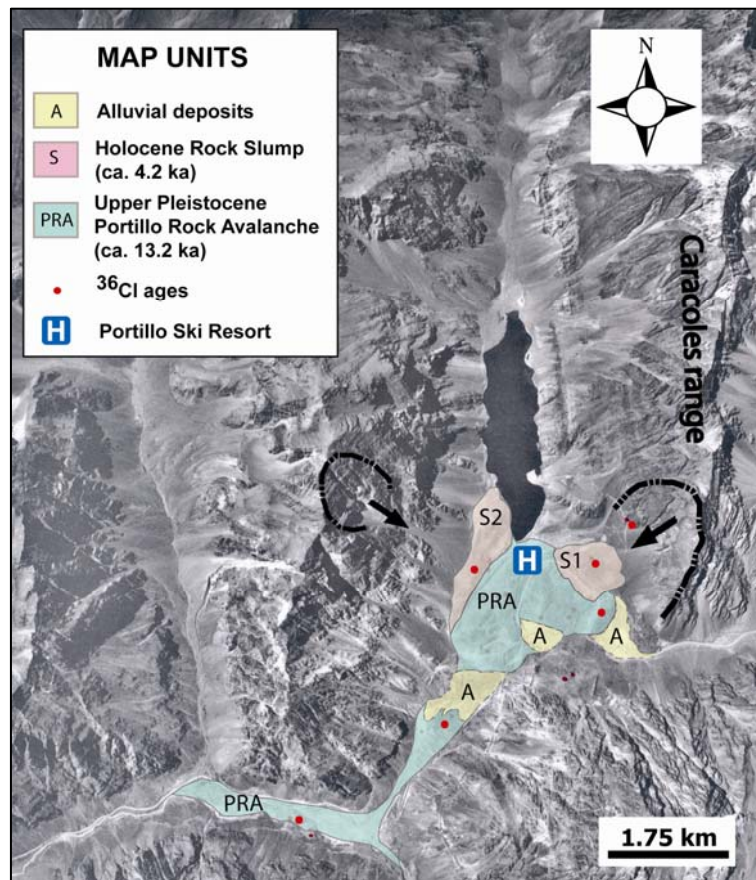 MAP UNITS
A Alluvial deposits
S Holocene Rock Slump
(ca. 4.2 ka)
PRA Upper Pleistocene
Portillo Rock Avalanche
(ca. 13.2 ka)
36Cl ages
H Portillo Ski Resort
N
Caracoles range
S2
H
S1
PRA
A
A
A
PRA
1.75 km